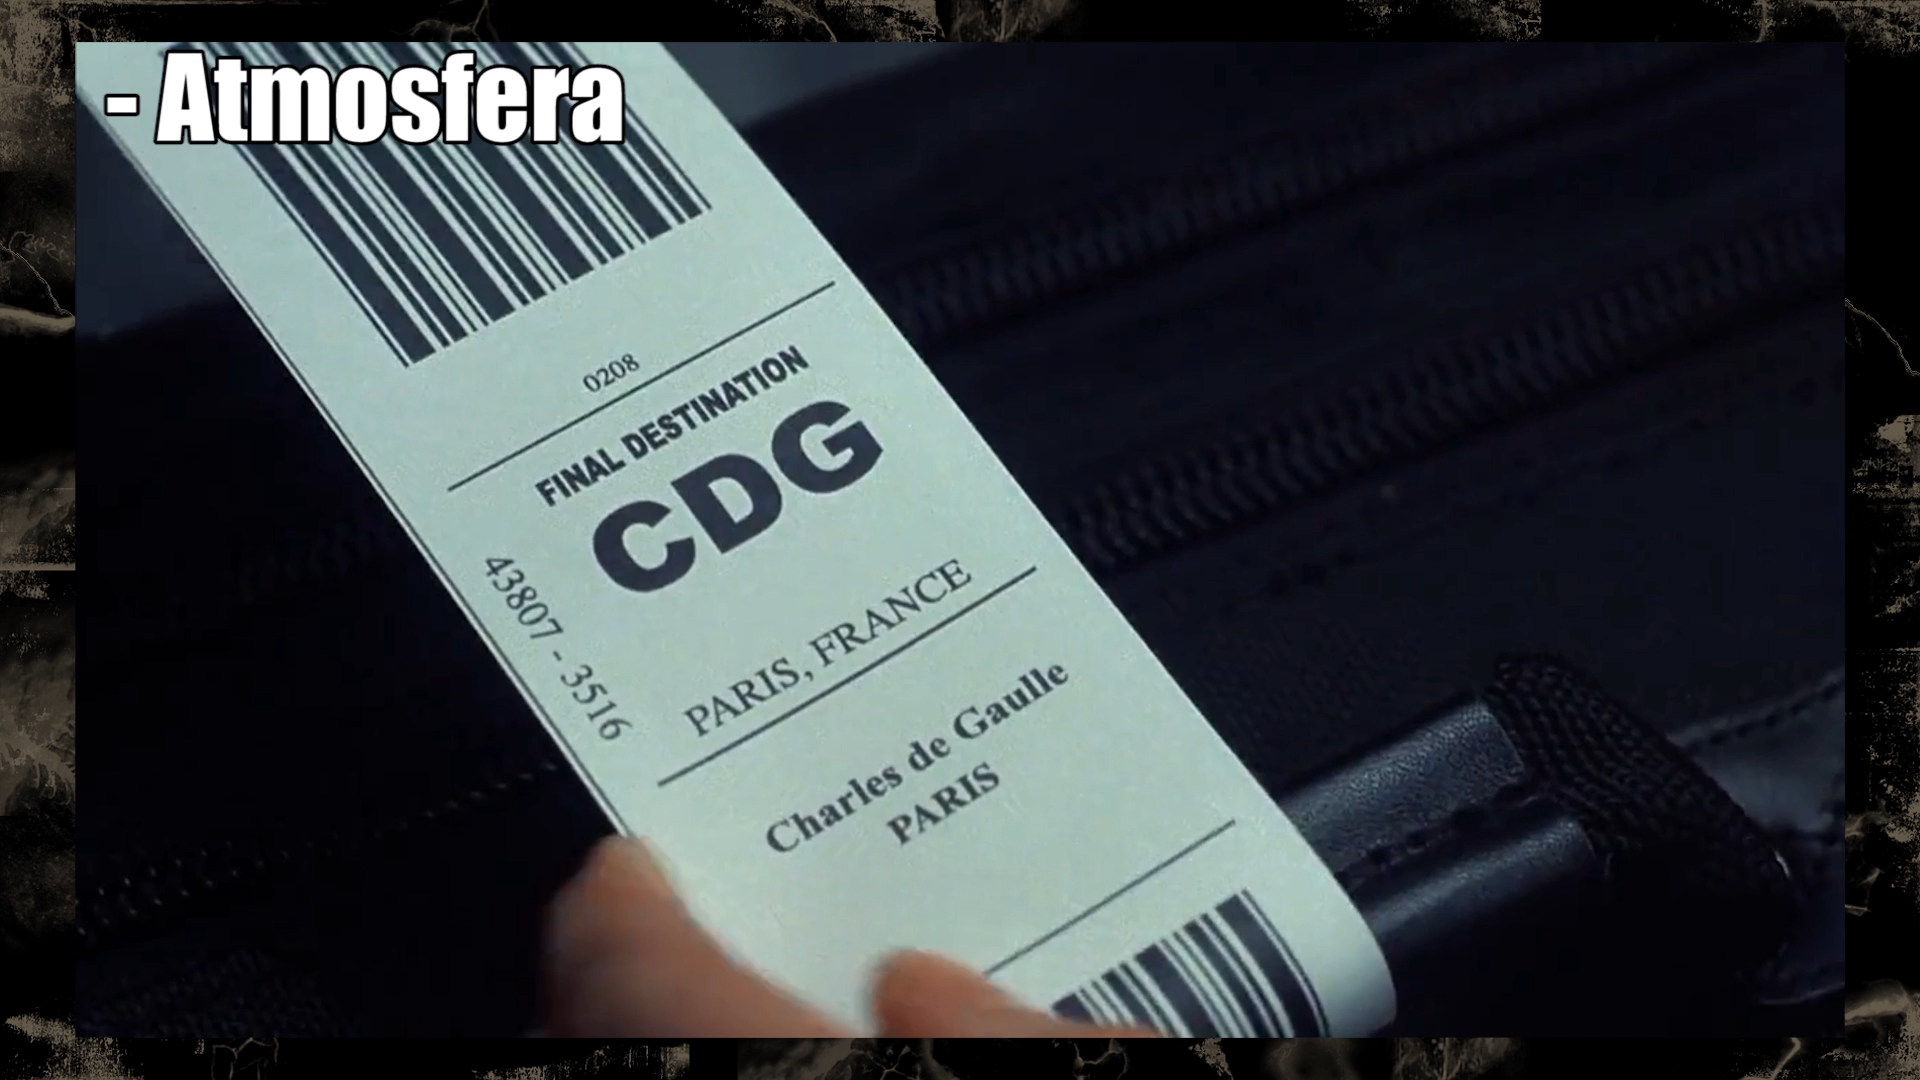 - Atmosfera
0208
FINAL DESTINATION
CDG
43807 - 3516
PARIS, FRANCE
Charles de Gaulle
PARIS